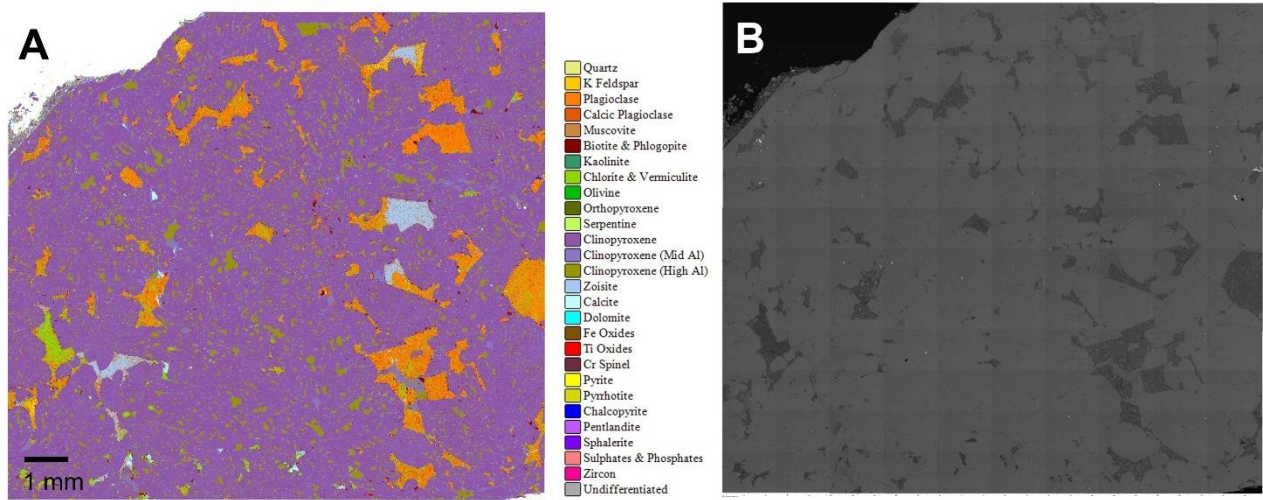 A
B
Quartz
K Feldspar
Plagioclase
Calcic Plagioclase
Muscovite
Biotite & Phlogopite
Kaolinite
Chlorite & Vermiculite
Olivine
Orthopyroxene
Serpentine
Clinopyroxene
Clinopyroxene (Mid Al)
Clinopyroxene (High Al)
Zoisite
Calcite
Dolomite
Fe Oxides
Ti Oxides
Cr Spinel
Pyrite
Pyrrhotite
Chalcopyrite
Pentlandite
Sphalerite
Sulphates & Phosphates
Zircon
Undifferentiated
1 mm